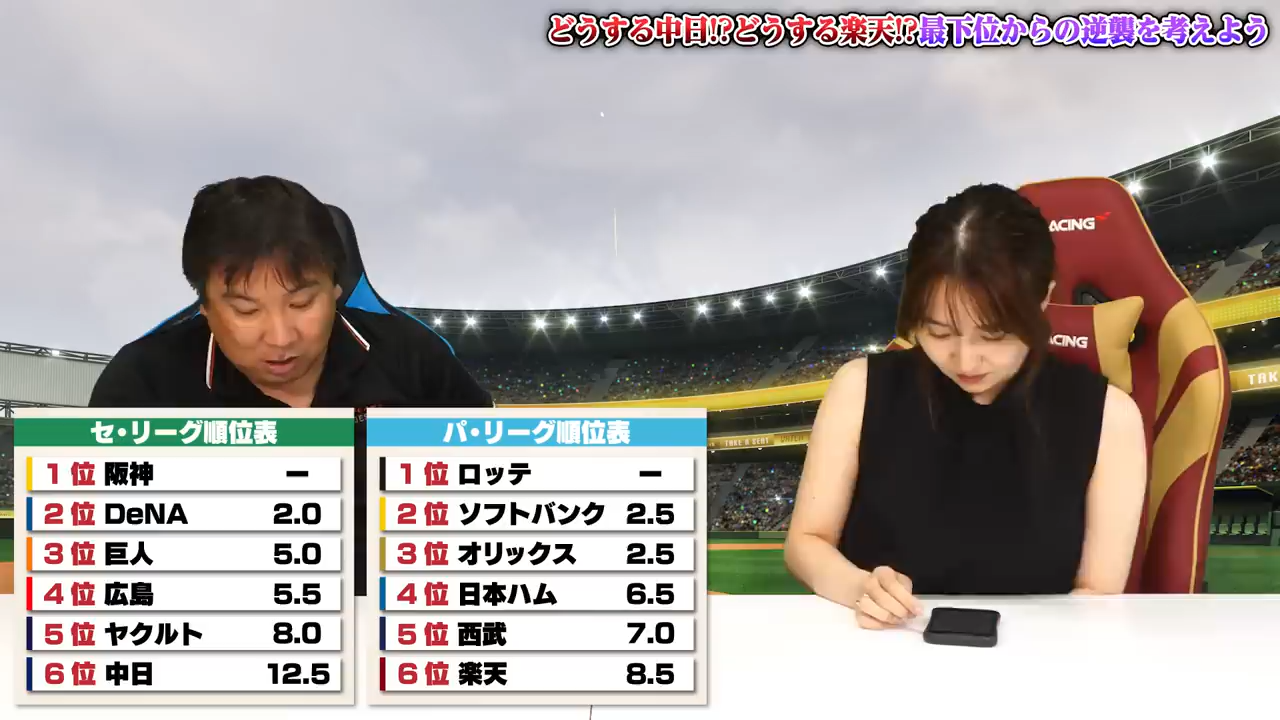 どうする中日!?どうする楽天!?最下位からの逆襲を考えよう
ACING
ACING
TAK
TAKE A SEAT
セ・リーグ順位表
1位 阪神 ー
2位 DeNA 2.0
3位 巨人 5.0
4位 広島 5.5
5位 ヤクルト 8.0
6位 中日 12.5
パ・リーグ順位表
1位 ロッテ ー
2位 ソフトバンク 2.5
3位 オリックス 2.5
4位 日本ハム 6.5
5位 西武 7.0
6位 楽天 8.5